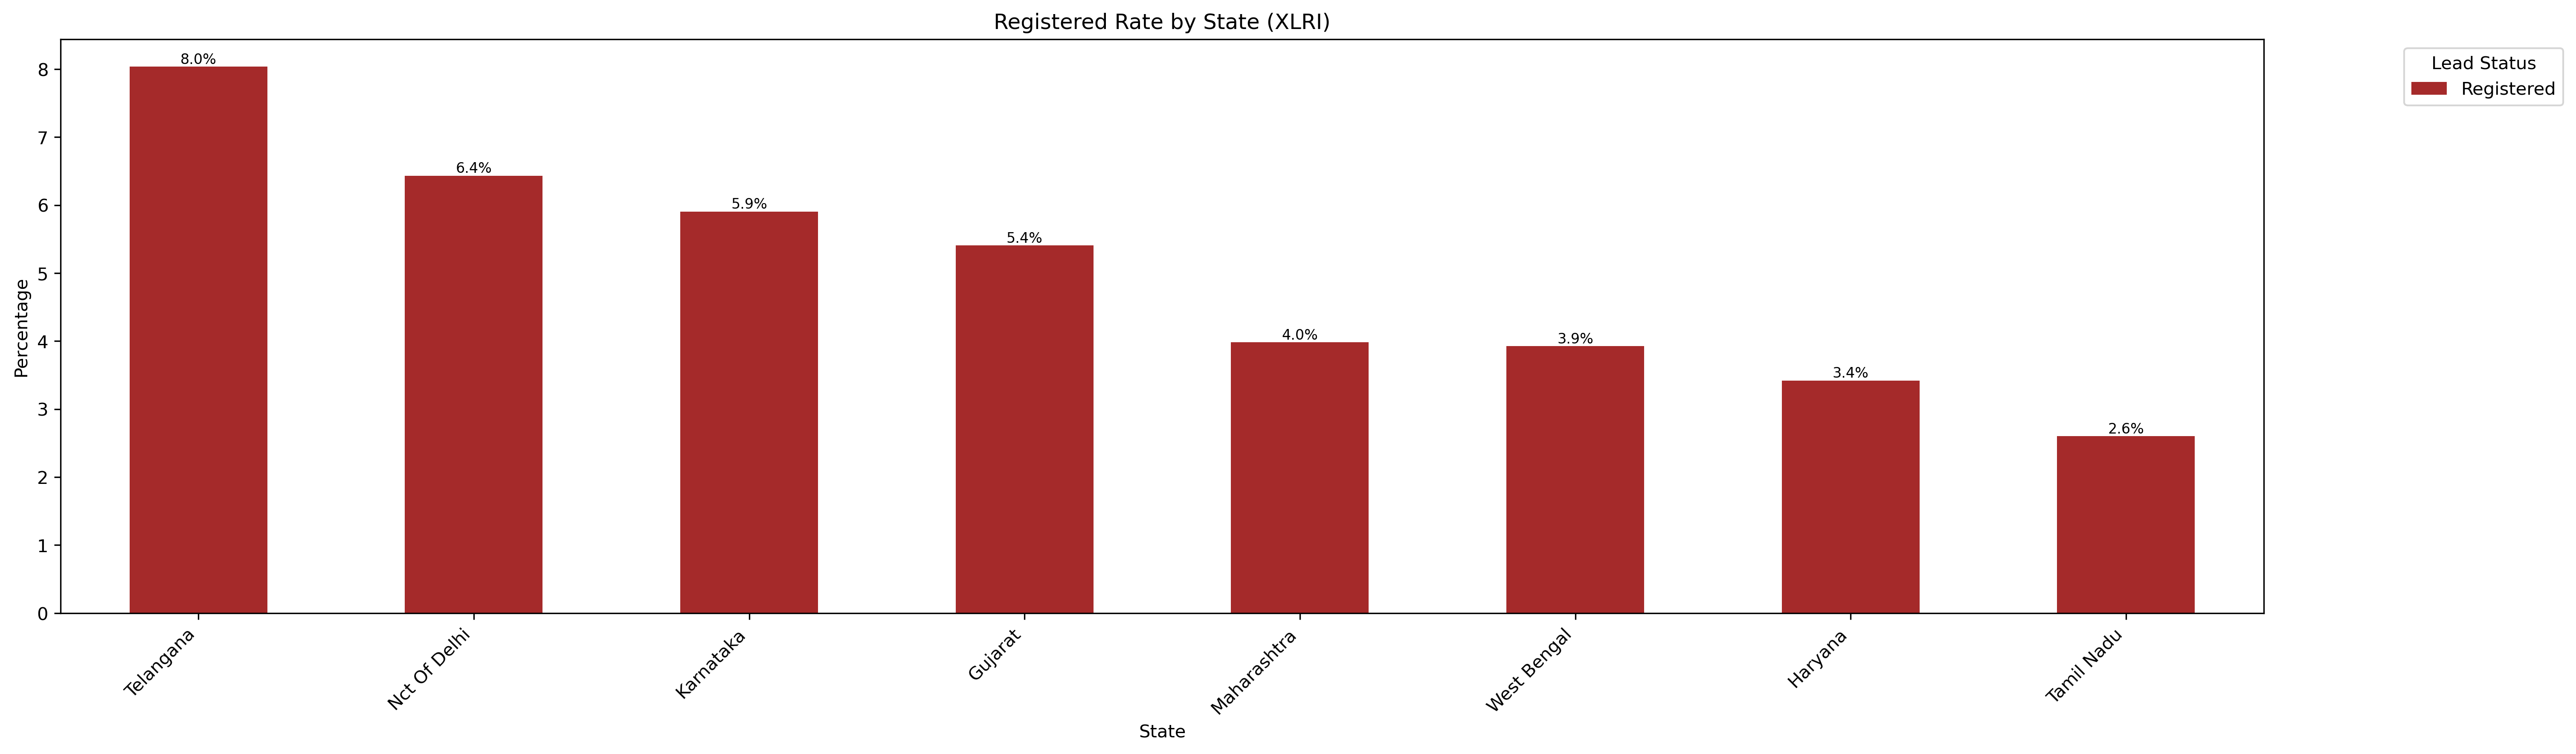 Registered Rate by State (XLRI)
Lead Status
Registered
Percentage
8
7
6
5
4
3
2
1
0
8.0%
6.4%
5.9%
5.4%
4.0%
3.9%
3.4%
2.6%
Telangana
Nct Of Delhi
Karnataka
Gujarat
Maharashtra
West Bengal
Haryana
Tamil Nadu
State